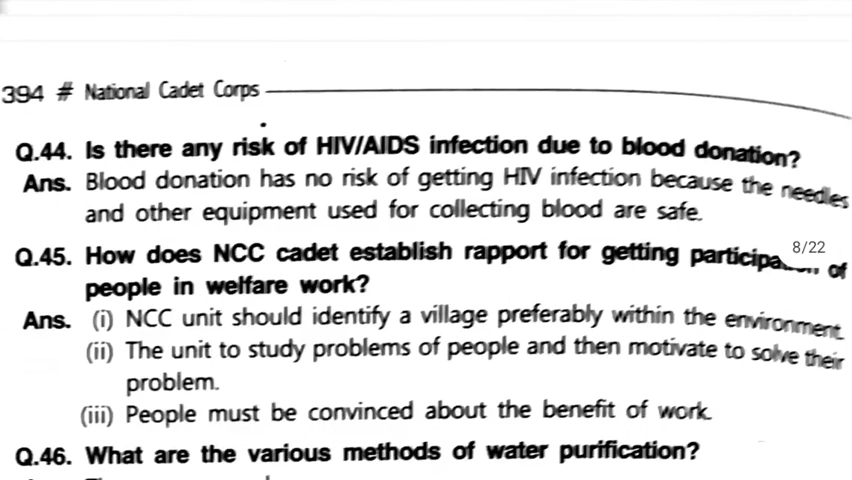 394 # National Cadet Corps
Q.44. Is there any risk of HIV/AIDS infection due to blood donation?
Ans. Blood donation has no risk of getting HIV infection because the needles
and other equipment used for collecting blood are safe.
Q.45. How does NCC cadet establish rapport for getting of
8/22
people in welfare work?
Ans. (i) NCC unit should identify a village preferably within the environment.
(ii) The unit to study problems of people and then motivate to solve their
problem.
(iii) People must be convinced about the benefit of work.
Q.46. What are the various methods of water purification?